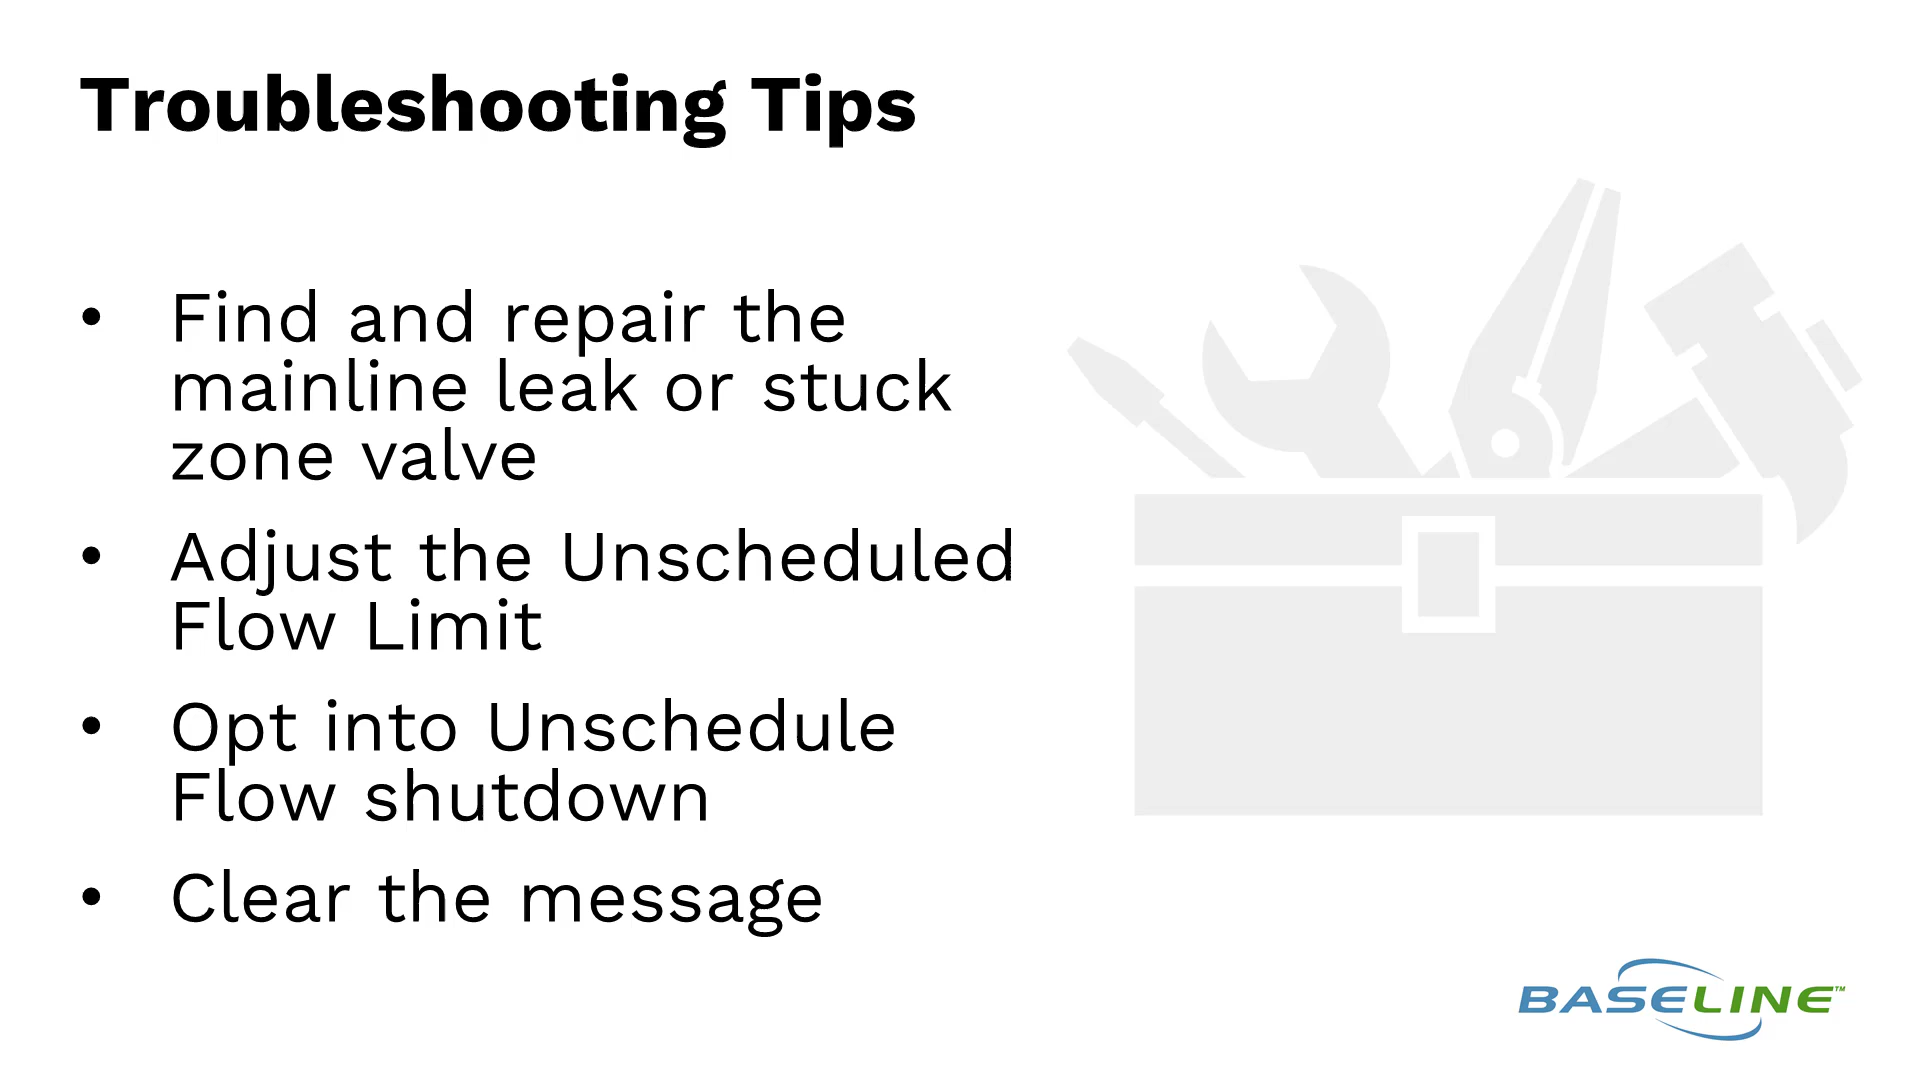 Troubleshooting Tips
• Find and repair the
mainline leak or stuck
zone valve
• Adjust the Unscheduled
Flow Limit
• Opt into Unschedule
Flow shutdown
• Clear the message
BASELINE™